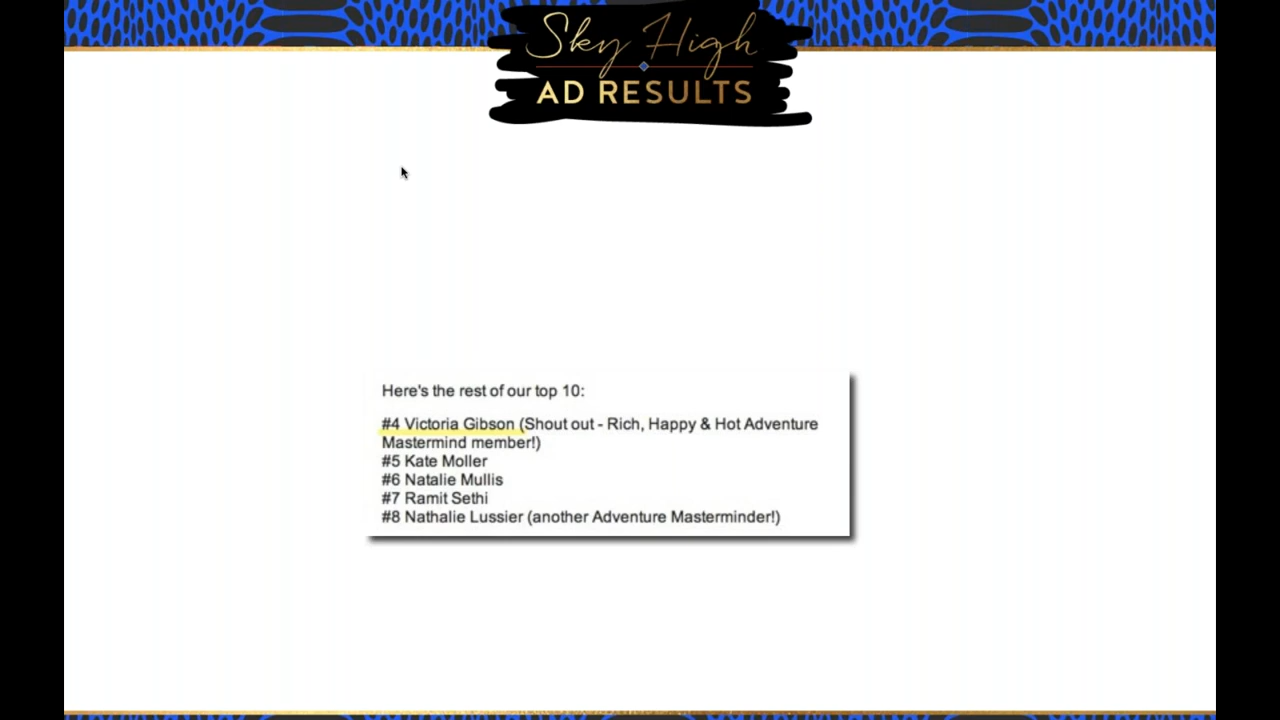 Sky High
AD RESULTS
Here's the rest of our top 10:
#4 Victoria Gibson (Shout out - Rich, Happy & Hot Adventure
Mastermind member!)
#5 Kate Moller
#6 Natalie Mullis
#7 Ramit Sethi
#8 Nathalie Lussier (another Adventure Masterminder!)